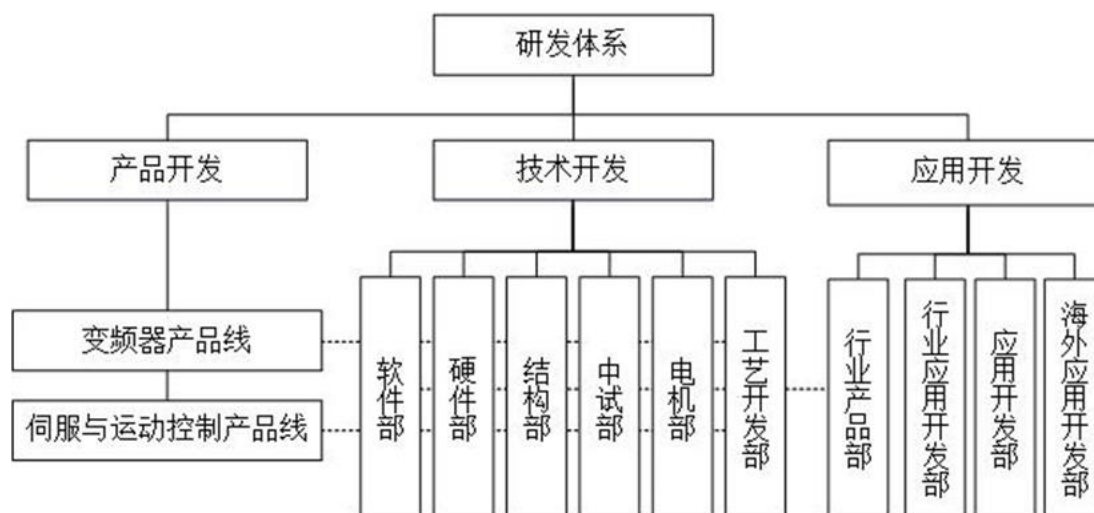 研发体系
产品开发
技术开发
应用开发
变频器产品线
伺服与运动控制产品线
软件部
硬件部
结构部
中试部
电机部
工艺开发部
行业产品部
行业应用开发部
应用开发部
海外应用开发部